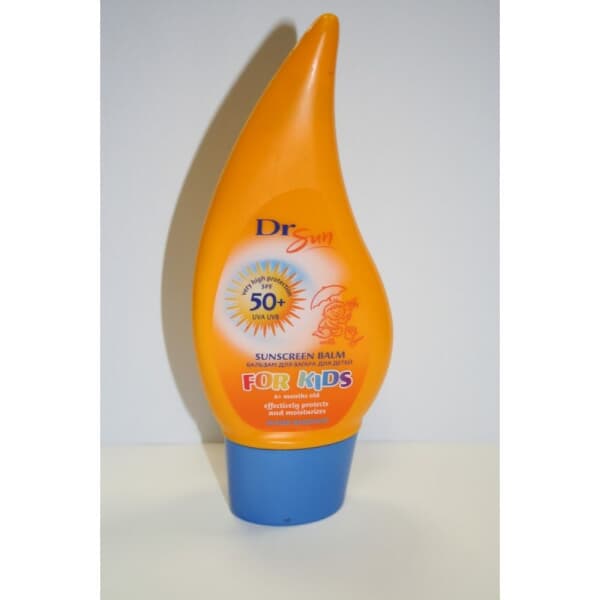 Dr Sun
very high protection
SPF
50+
UVA UVB
SUNSCREEN BALM
БАЛЬЗАМ ДЛЯ ЗАГАРА ДЛЯ ДЕТЕЙ
FOR KIDS
6+ months old
effectively protects
and moisturizes